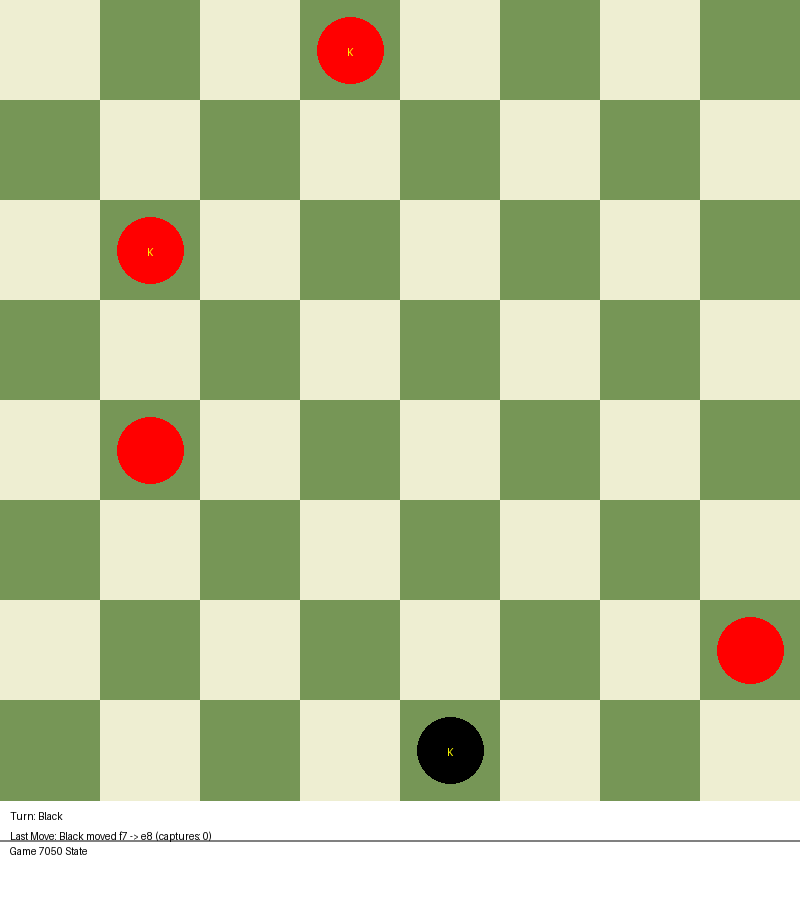 K
K
K
Turn: Black
Last Move: Black moved f7 -> e8 (captures: 0)
Game 7050 State